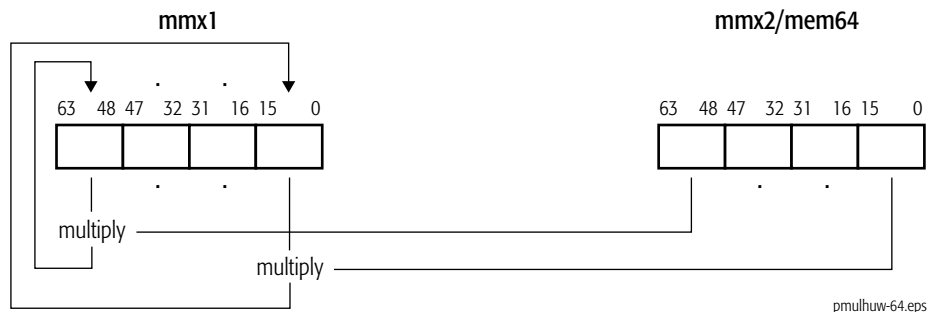 mmx1 mmx2/mem64
. . 
63 48 47 32 31 16 15 0 63 48 47 32 31 16 15 0
. . . .
multiply
multiply
pmulhuw-64.eps